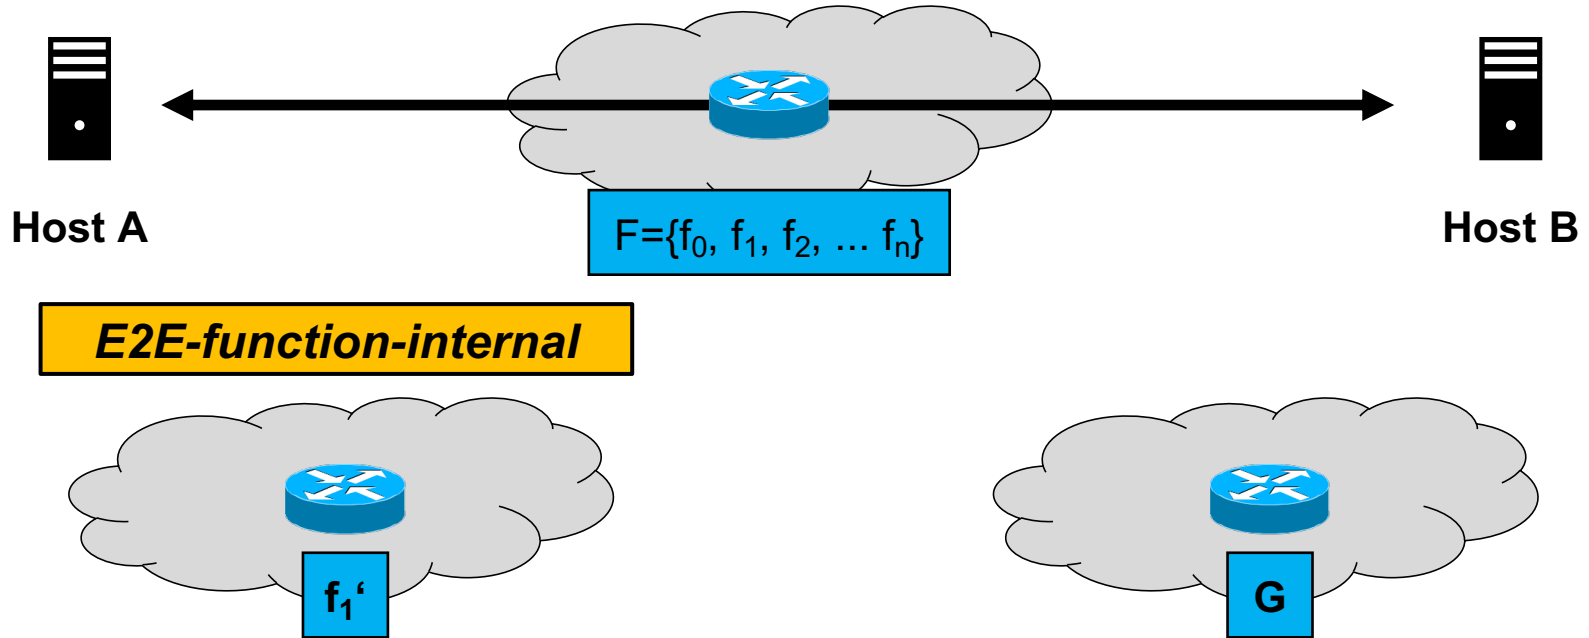 Host A
Host B
F={f₀, f₁, f₂, ... fₙ}
E2E-function-internal
f₁‘
G